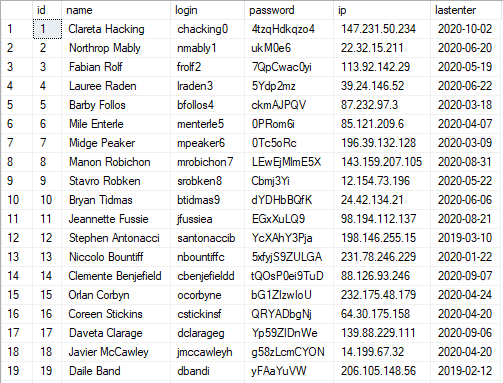 id name login password ip lastenter
1 1 Clareta Hacking chacking0 4tzqHdkqzo4 147.231.50.234 2020-10-02
2 2 Northrop Mably nmably1 ukM0e6 22.32.15.211 2020-06-20
3 3 Fabian Rolf frolf2 7QpCwac0yi 113.92.142.29 2020-05-19
4 4 Lauree Raden lraden3 5Ydp2mz 39.24.146.52 2020-06-22
5 5 Barby Follos bfollos4 ckmAJPQV 87.232.97.3 2020-03-18
6 6 Mile Enterle menterle5 0PRom6i 85.121.209.6 2020-04-07
7 7 Midge Peaker mpeaker6 0Tc5oRc 196.39.132.128 2020-03-09
8 8 Manon Robichon mrobichon7 LEwEjMlmE5X 143.159.207.105 2020-08-31
9 9 Stavro Robken srobken8 Cbmj3Yi 12.154.73.196 2020-05-22
10 10 Bryan Tidmas btidmas9 dYDHbBQfK 24.42.134.21 2020-06-06
11 11 Jeannette Fussie jfussiea EGxXuLQ9 98.194.112.137 2020-08-21
12 12 Stephen Antonacci santonaccib YcXAhY3Pja 198.146.255.15 2019-03-10
13 13 Niccolo Bountiff nbountiffc 5xfyjS9ZULGA 231.78.246.229 2020-01-22
14 14 Clemente Benjefield cbenjefieldd tQOsP0ei9TuD 88.126.93.246 2020-09-07
15 15 Orlan Corbyn ocorbyne bG1ZIzwIoU 232.175.48.179 2020-04-24
16 16 Coreen Stickins cstickinsf QRYADbgNj 64.30.175.158 2020-04-20
17 17 Daveta Clarage dclarageg Yp59ZIDnWe 139.88.229.111 2020-09-06
18 18 Javier McCawley jmccawleyh g58zLcmCYON 14.199.67.32 2020-04-20
19 19 Daile Band dbandi yFAaYuVW 206.105.148.56 2019-02-12